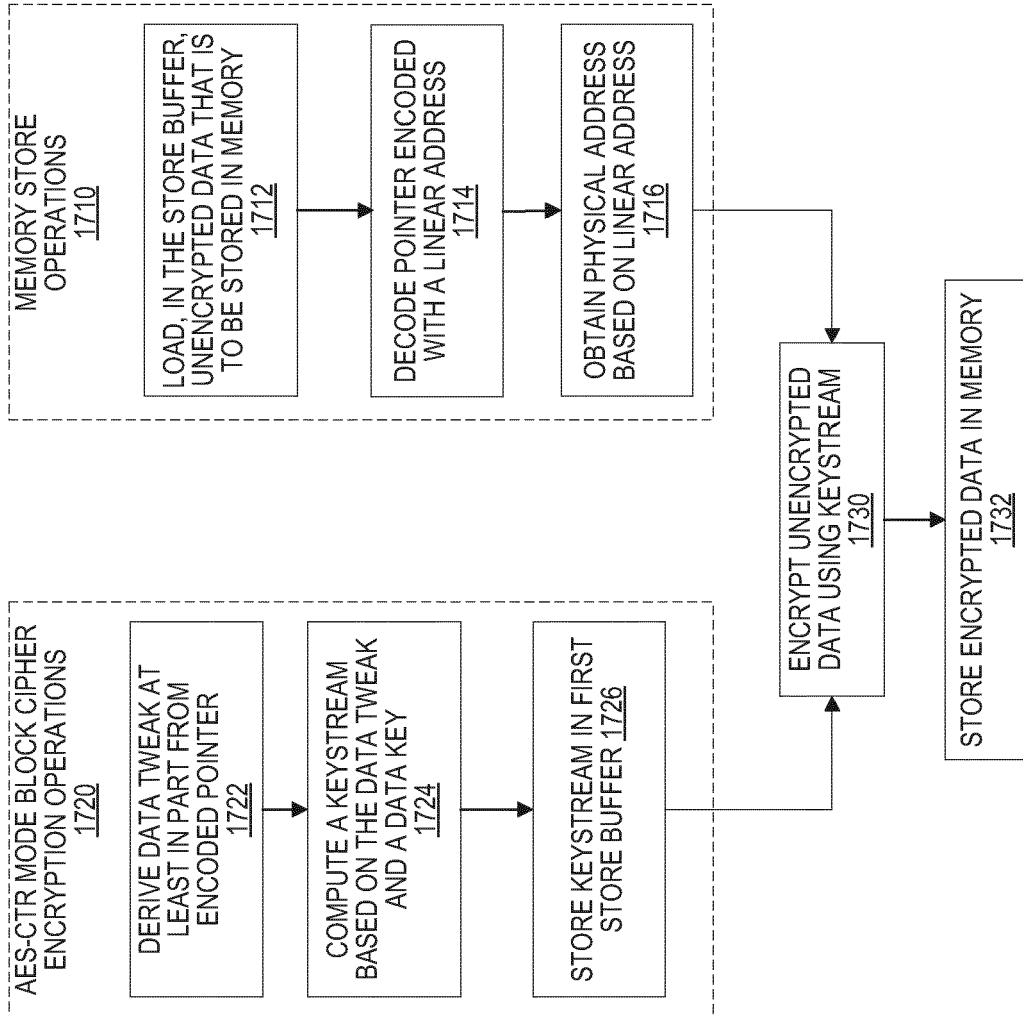 MEMORY STORE
OPERATIONS
1710
LOAD, IN THE STORE BUFFER,
UNENCRYPTED DATA THAT IS
TO BE STORED IN MEMORY
1712
DECODE POINTER ENCODED
WITH A LINEAR ADDRESS
1714
OBTAIN PHYSICAL ADDRESS
BASED ON LINEAR ADDRESS
1716
AES-CTR MODE BLOCK CIPHER
ENCRYPTION OPERATIONS
1720
DERIVE DATA TWEAK AT
LEAST IN PART FROM
ENCODED POINTER
1722
COMPUTE A KEYSTREAM
BASED ON THE DATA TWEAK
AND A DATA KEY
1724
STORE KEYSTREAM IN FIRST
STORE BUFFER 1726
ENCRYPT UNENCRYPTED
DATA USING KEYSTREAM
1730
STORE ENCRYPTED DATA IN MEMORY
1732